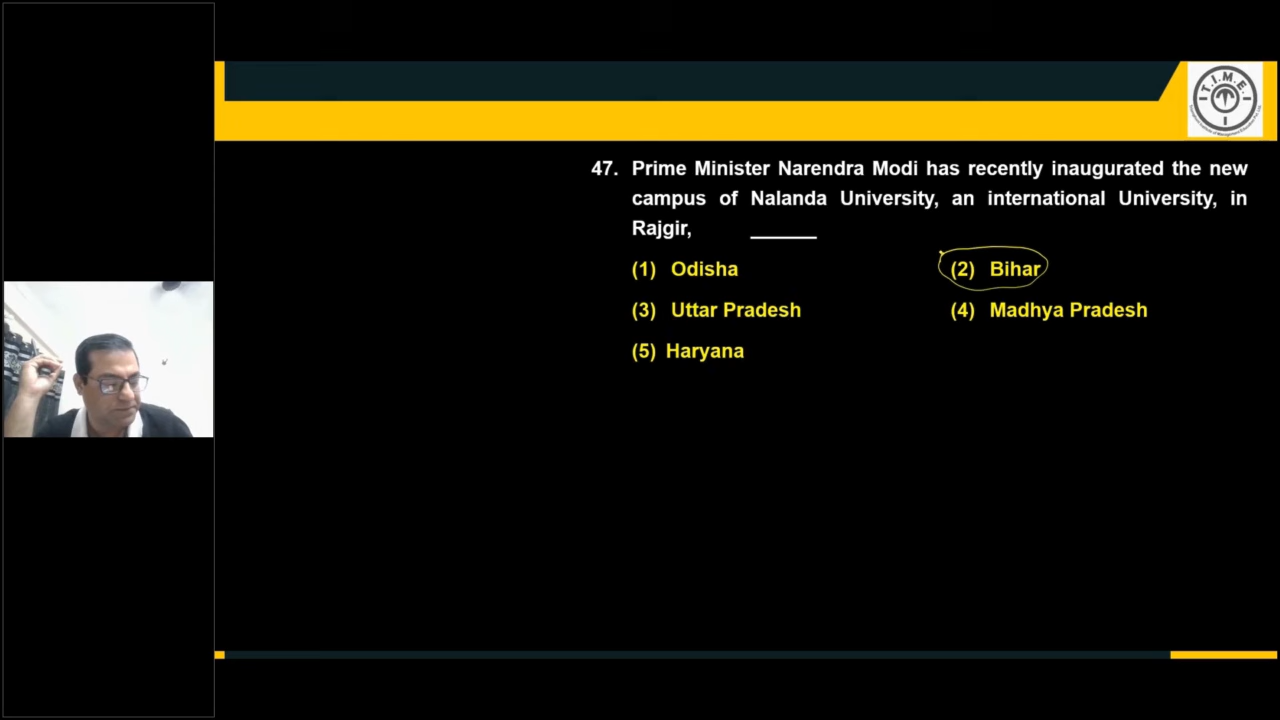 T.I.M.E.
47. Prime Minister Narendra Modi has recently inaugurated the new
campus of Nalanda University, an international University, in
Rajgir, ______
(1) Odisha (2) Bihar
(3) Uttar Pradesh (4) Madhya Pradesh
(5) Haryana